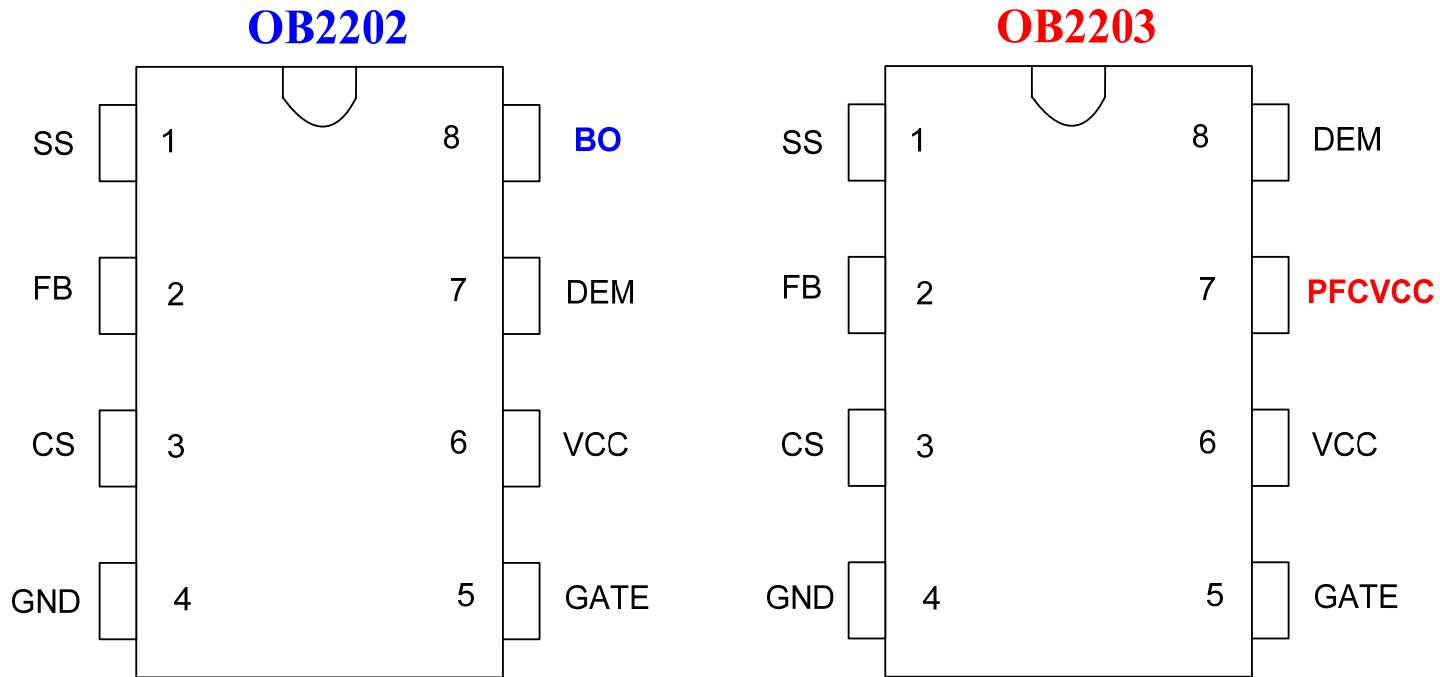 OB2202
SS 1 8 BO
FB 2 7 DEM
CS 3 6 VCC
GND 4 5 GATE
OB2203
SS 1 8 DEM
FB 2 7 PFCVCC
CS 3 6 VCC
GND 4 5 GATE